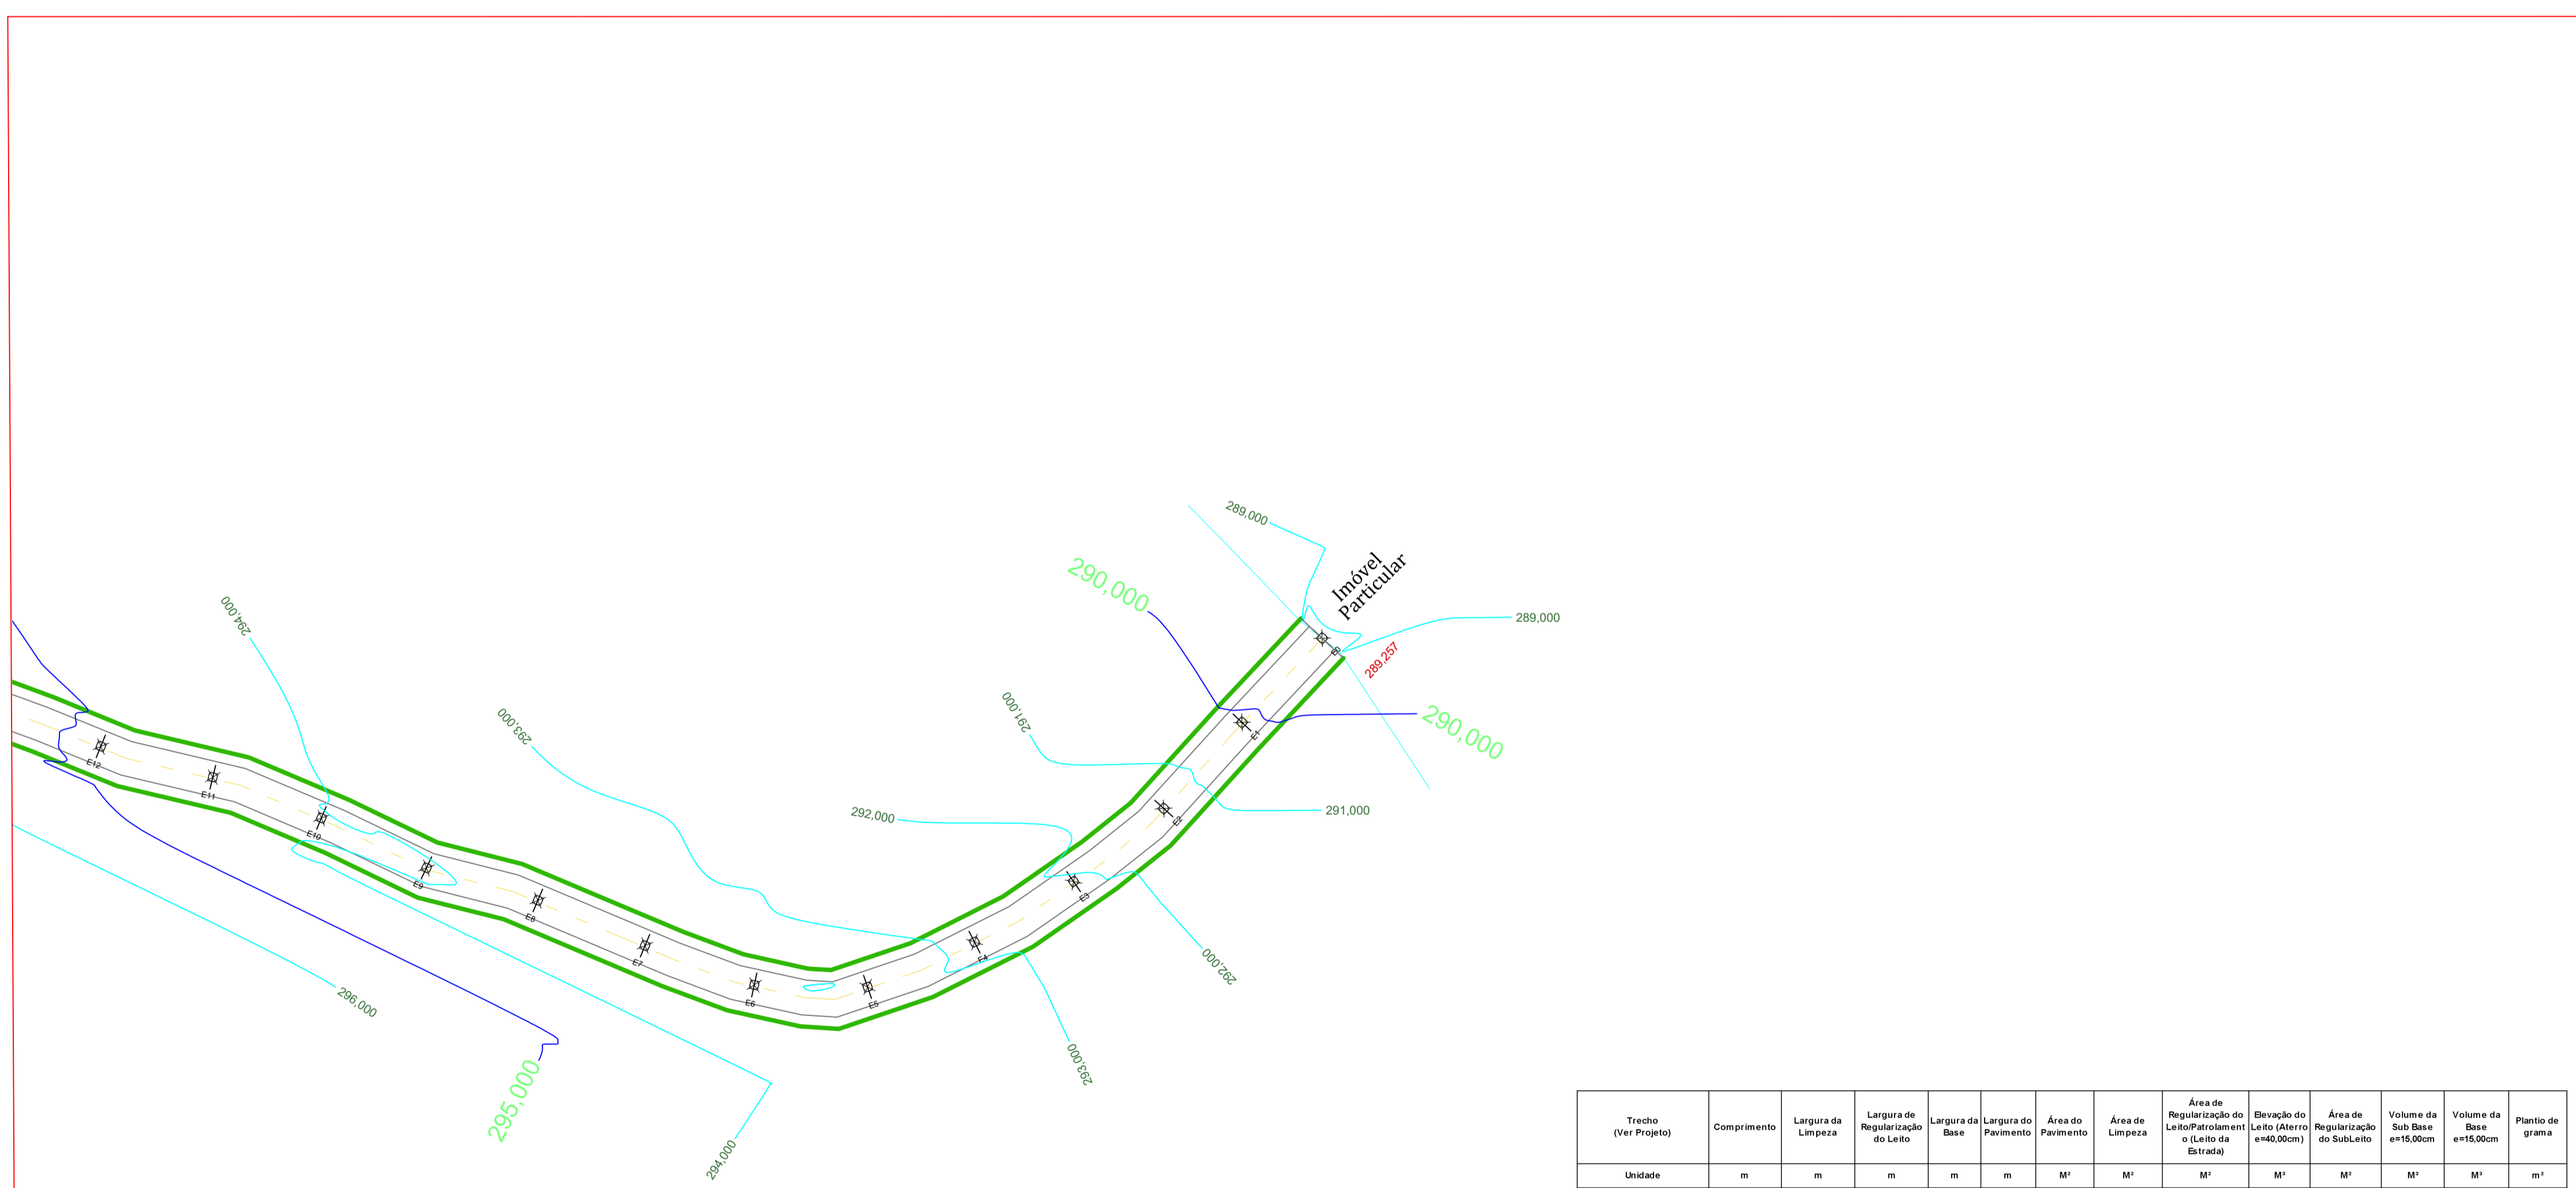 289,000
290,000
Imóvel
Particular
289,000
E0
289,257
294,000
293,000
291,000
E1
290,000
E12
E11
E10
292,000
291,000
E2
E9
E3
E8
E4
E7
292,000
E6
E5
296,000
293,000
295,000
294,000
Trecho
(Ver Projeto)
Comprimento
Largura da
Limpeza
Largura de
Regularização
do Leito
Largura da
Base
Largura do
Pavimento
Área do
Pavimento
Área de
Limpeza
Área de
Regularização do
Leito/Patrolament
o (Leito da
Estrada)
Elevação do
Leito (Aterro
e=40,00cm)
Área de
Regularização
do SubLeito
Volume da
Sub Base
e=15,00cm
Volume da
Base
e=15,00cm
Plantio de
grama
Unidade m m m m m M² M² M² M³ M² M³ M³ m²